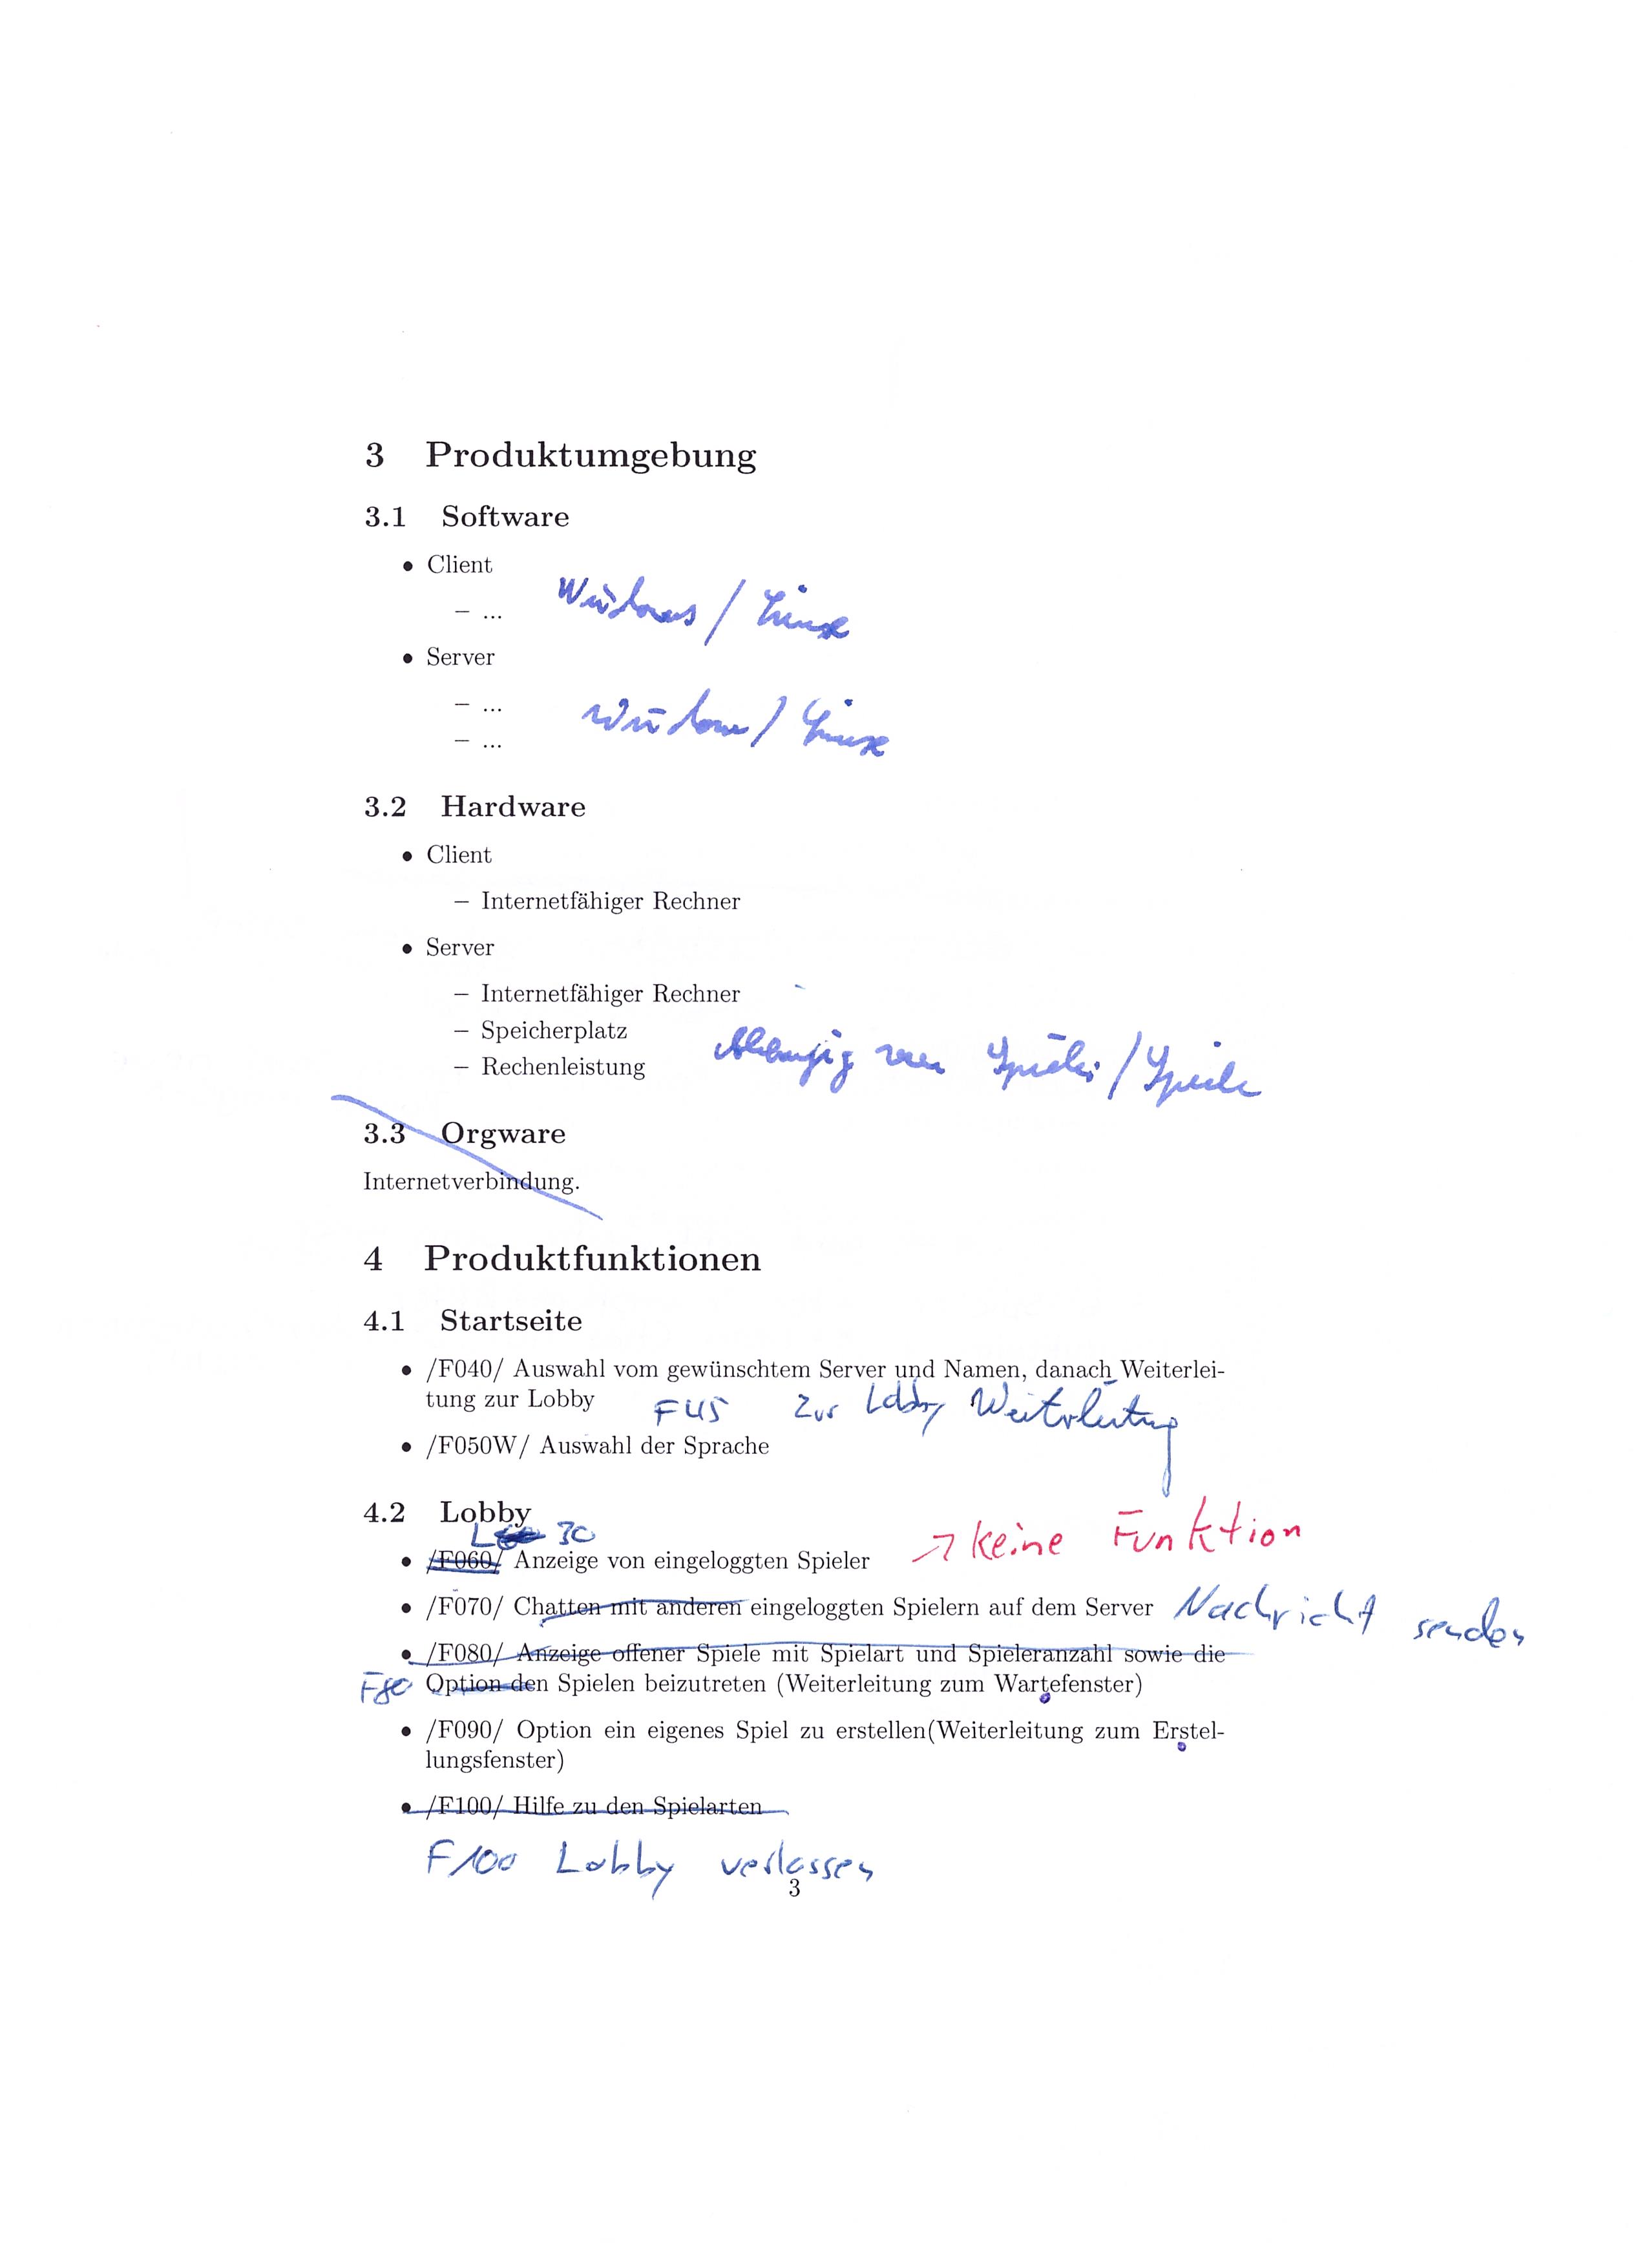 3 Produktumgebung
3.1 Software
• Client
– ... Windows / Linux
• Server
– ... Windows / Linux
– ...
3.2 Hardware
• Client
– Internetfähiger Rechner
• Server
– Internetfähiger Rechner
– Speicherplatz
– Rechenleistung Abhängig von Spieler / Spiele
3.3 Orgware
Internetverbindung.
4 Produktfunktionen
4.1 Startseite
• /F040/ Auswahl vom gewünschtem Server und Namen, danach Weiterlei-
tung zur Lobby F45 Zur Lobby Weiterleitung
• /F050W/ Auswahl der Sprache
4.2 Lobby
30
• /F060/ Anzeige von eingeloggten Spieler ↗ keine Funktion
• /F070/ Chatten mit anderen eingeloggten Spielern auf dem Server Nachricht senden
• /F080/ Anzeige offener Spiele mit Spielart und Spieleranzahl sowie die
F80 Option den Spielen beizutreten (Weiterleitung zum Wartefenster)
• /F090/ Option ein eigenes Spiel zu erstellen(Weiterleitung zum Erstel-
lungsfenster)
• /F100/ Hilfe zu den Spielarten
F100 Lobby verlassen
3